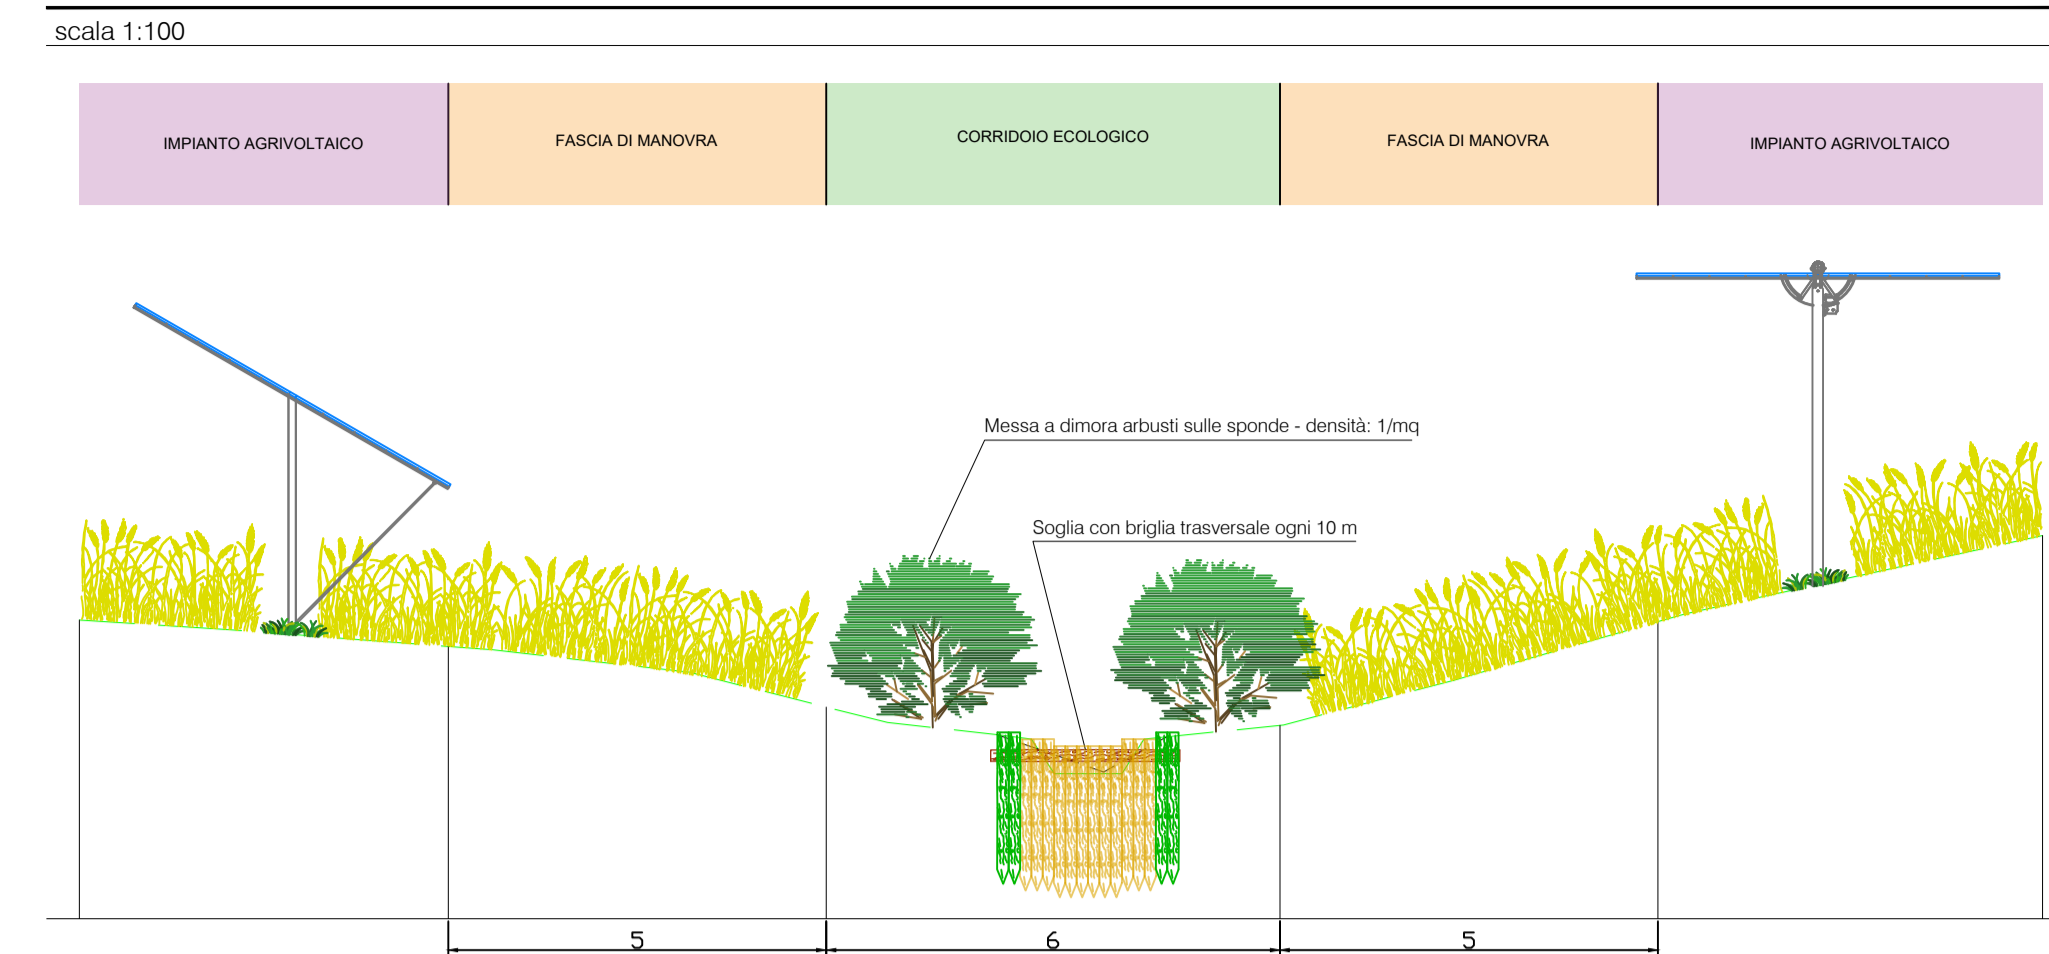 scala 1:100
IMPIANTO AGRIVOLTAICO
FASCIA DI MANOVRA
CORRIDOIO ECOLOGICO
FASCIA DI MANOVRA
IMPIANTO AGRIVOLTAICO
Messa a dimora arbusti sulle sponde - densità: 1/mq
Soglia con briglia trasversale ogni 10 m
5
6
5